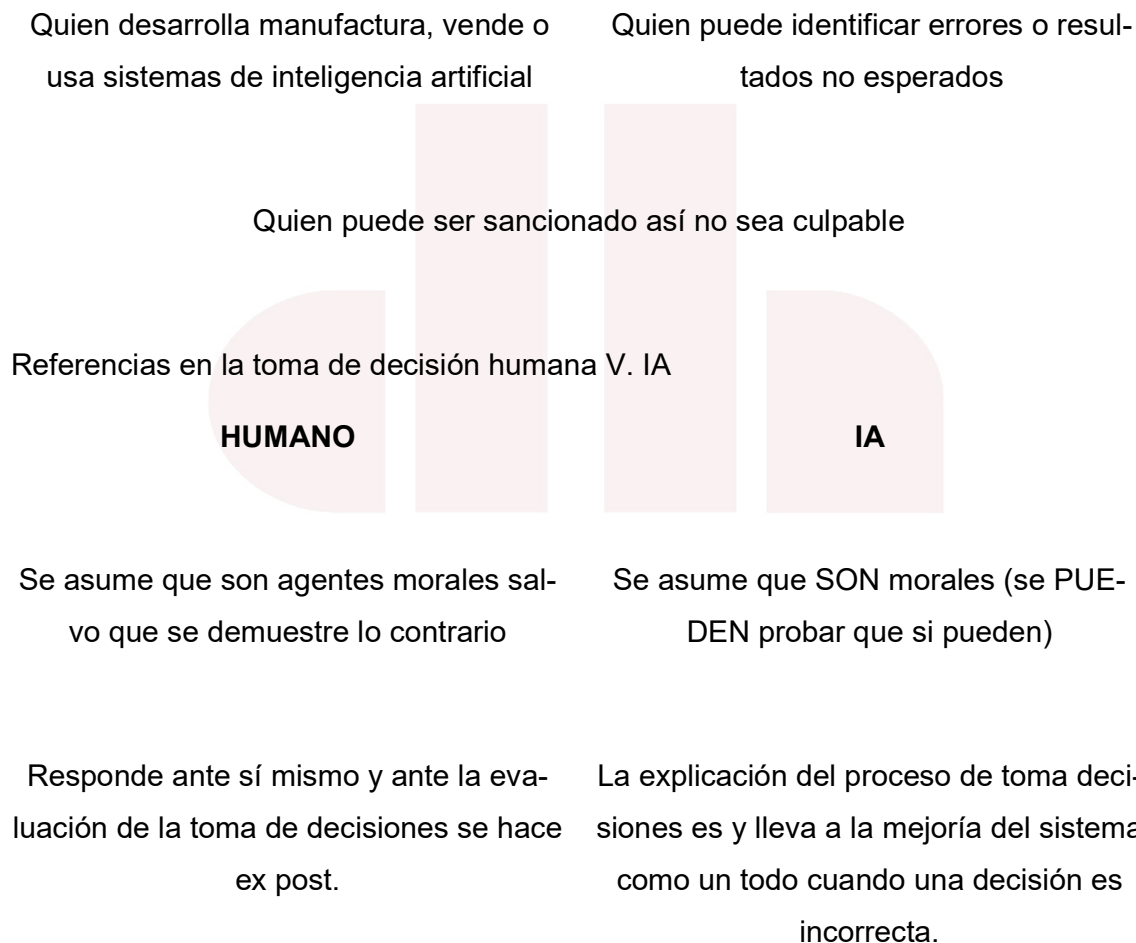 Quien desarrolla manufactura, vende o
usa sistemas de inteligencia artificial
Quien puede identificar errores o resul-
tados no esperados
Quien puede ser sancionado así no sea culpable
Referencias en la toma de decisión humana V. IA
HUMANO
IA
Se asume que son agentes morales sal-
vo que se demuestre lo contrario
Se asume que SON morales (se PUE-
DEN probar que si pueden)
Responde ante sí mismo y ante la eva-
luación de la toma de decisiones se hace
ex post.
La explicación del proceso de toma deci-
siones es y lleva a la mejoría del sistema
como un todo cuando una decisión es
incorrecta.